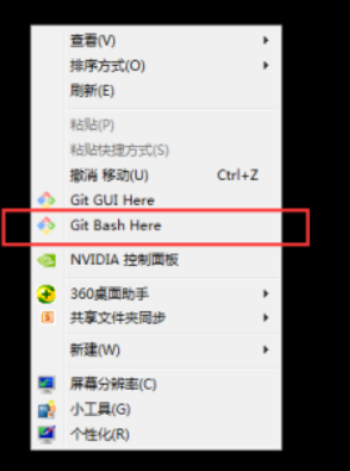 查看(V)
排序方式(O)
刷新(E)
粘贴(P)
粘贴快捷方式(S)
撤消 移动(U) Ctrl+Z
Git GUI Here
Git Bash Here
NVIDIA 控制面板
360桌面助手
共享文件夹同步
新建(W)
屏幕分辨率(C)
小工具(G)
个性化(R)